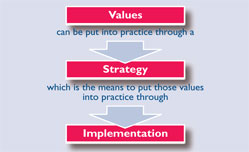 Values
can be put into practice through a
Strategy
which is the means to put those values
into practice through
Implementation